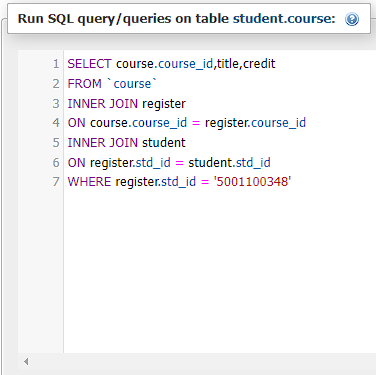 Run SQL query/queries on table student.course:
1 SELECT course.course_id,title,credit
2 FROM `course`
3 INNER JOIN register
4 ON course.course_id = register.course_id
5 INNER JOIN student
6 ON register.std_id = student.std_id
7 WHERE register.std_id = '5001100348'